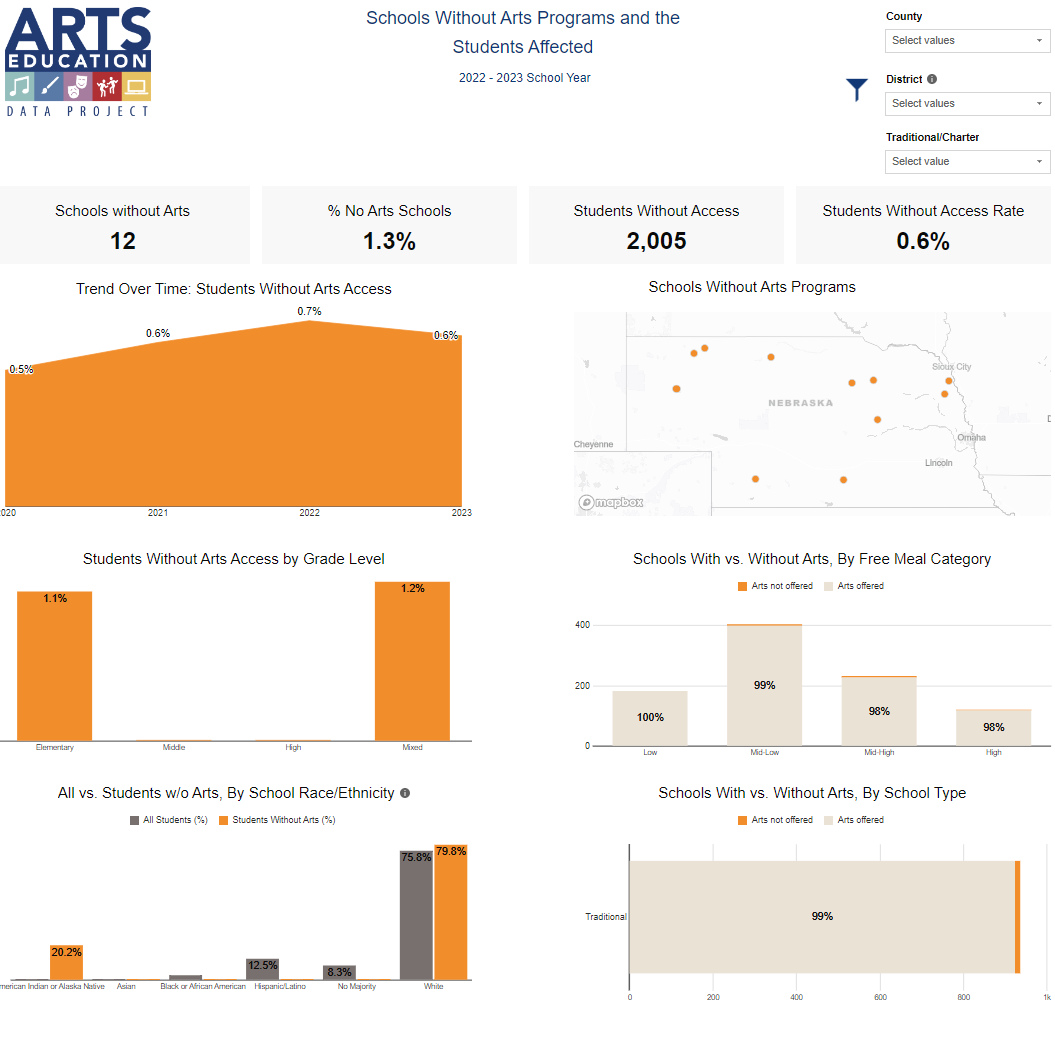 ARTS
EDUCATION
DATA PROJECT
Schools Without Arts Programs and the
Students Affected
2022 - 2023 School Year
County
Select values
District
Select values
Traditional/Charter
Select value
Schools without Arts
12
% No Arts Schools
1.3%
Students Without Access
2,005
Students Without Access Rate
0.6%
Trend Over Time: Students Without Arts Access
0.5%
0.6%
0.7%
0.6%
020
2021
2022
2023
Schools Without Arts Programs
Sioux City
NEBRASKA
Cheyenne
Omaha
Lincoln
mapbox
Students Without Arts Access by Grade Level
1.1%
1.2%
Elementary
Middle
High
Mixed
Schools With vs. Without Arts, By Free Meal Category
Arts not offered
Arts offered
400
200
0
100%
99%
98%
98%
Low
Mid-Low
Mid-High
High
All vs. Students w/o Arts, By School Race/Ethnicity
All Students (%)
Students Without Arts (%)
20.2%
12.5%
8.3%
75.8%
79.8%
merican Indian or Alaska Native
Asian
Black or African American
Hispanic/Latino
No Majority
White
Schools With vs. Without Arts, By School Type
Arts not offered
Arts offered
Traditional
99%
0
200
400
600
800
1k